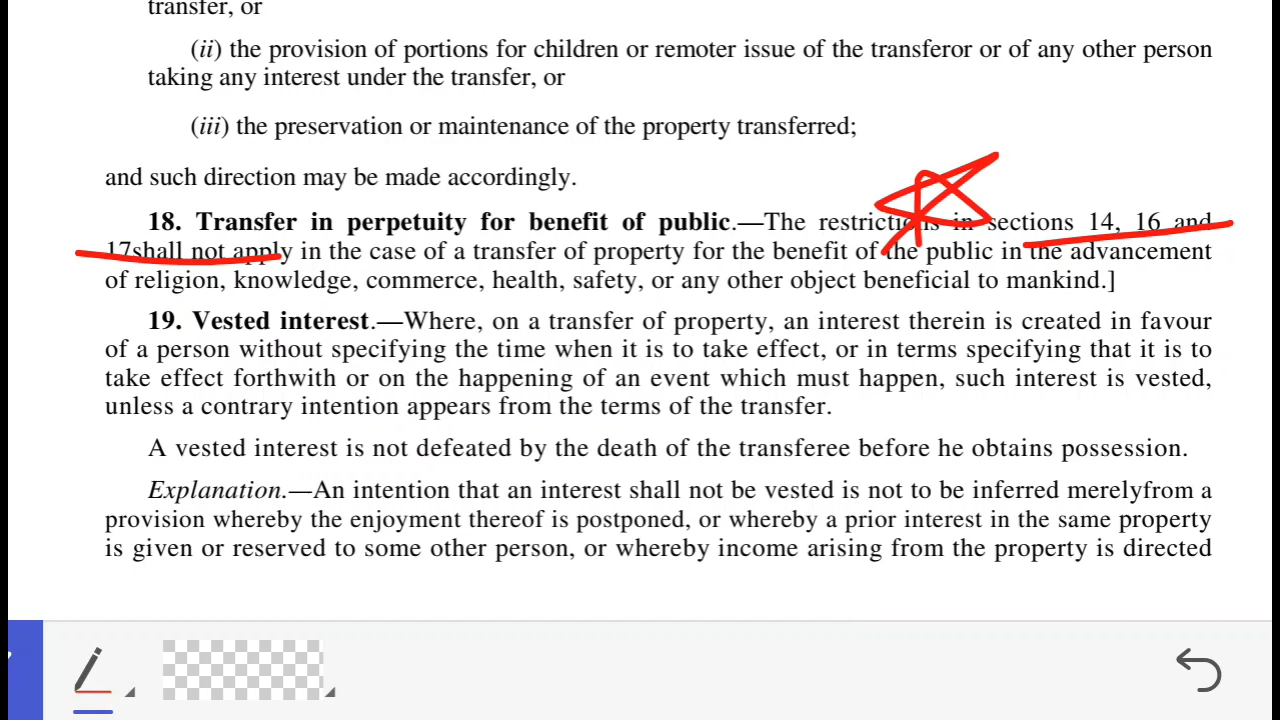 transfer, or
(ii) the provision of portions for children or remoter issue of the transferor or of any other person
taking any interest under the transfer, or
(iii) the preservation or maintenance of the property transferred;
and such direction may be made accordingly.
18. Transfer in perpetuity for benefit of public.—The restrictions in sections 14, 16 and
17shall not apply in the case of a transfer of property for the benefit of the public in the advancement
of religion, knowledge, commerce, health, safety, or any other object beneficial to mankind.]
19. Vested interest.—Where, on a transfer of property, an interest therein is created in favour
of a person without specifying the time when it is to take effect, or in terms specifying that it is to
take effect forthwith or on the happening of an event which must happen, such interest is vested,
unless a contrary intention appears from the terms of the transfer.
A vested interest is not defeated by the death of the transferee before he obtains possession.
Explanation.—An intention that an interest shall not be vested is not to be inferred merelyfrom a
provision whereby the enjoyment thereof is postponed, or whereby a prior interest in the same property
is given or reserved to some other person, or whereby income arising from the property is directed